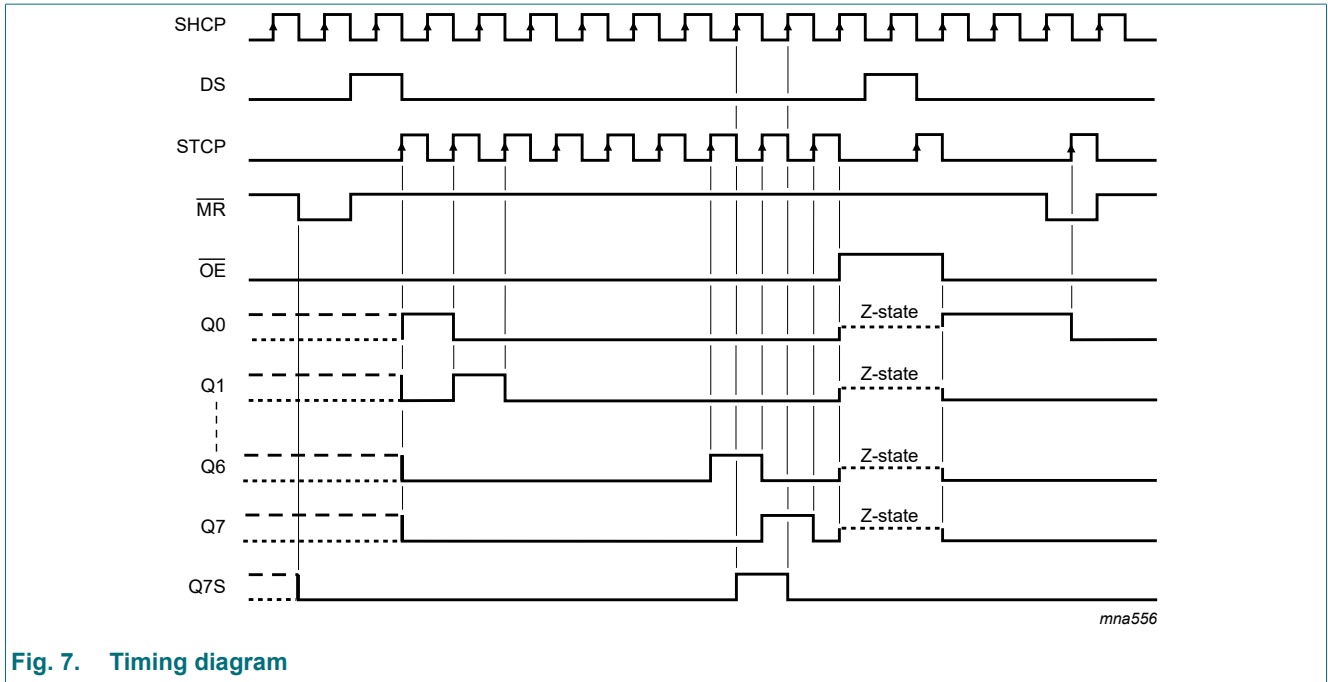 SHCP
DS
STCP
MR
OE
Q0
Z-state
Q1
Z-state
Q6
Z-state
Q7
Z-state
Q7S
mna556
Fig. 7. Timing diagram